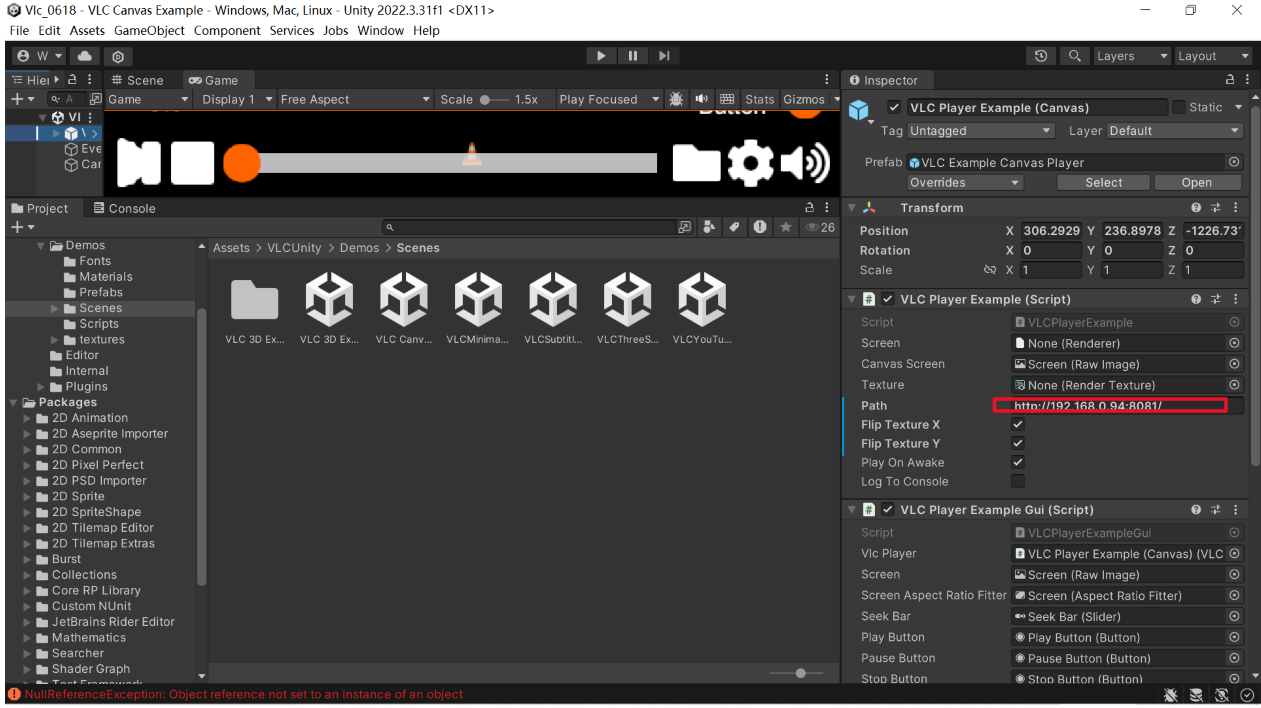 Vlc_0618 - VLC Canvas Example - Windows, Mac, Linux - Unity 2022.3.31f1 <DX11>
File Edit Assets GameObject Component Services Jobs Window Help
W Layers Layout
Hier Scene Game
A Game Display 1 Free Aspect Scale 1.5x Play Focused Stats Gizmos
VI
\
Eve
Car
Button
Project Console
26
Demos
Fonts
Materials
Prefabs
Scenes
Scripts
textures
Editor
Internal
Plugins
Packages
2D Animation
2D Aseprite Importer
2D Common
2D Pixel Perfect
2D PSD Importer
2D Sprite
2D SpriteShape
2D Tilemap Editor
2D Tilemap Extras
Burst
Collections
Core RP Library
Custom NUnit
JetBrains Rider Editor
Mathematics
Searcher
Shader Graph
Test Framework
Assets > VLCUnity > Demos > Scenes
VLC 3D Ex... VLC 3D Ex... VLC Canv... VLCMinima... VLCSubtitl... VLCThreeS... VLCYouTu...
Inspector
VLC Player Example (Canvas) Static
Tag Untagged Layer Default
Prefab VLC Example Canvas Player
Overrides Select Open
Transform
Position X 306.2929 Y 236.8978 Z -1226.731
Rotation X 0 Y 0 Z 0
Scale X 1 Y 1 Z 1
# VLC Player Example (Script)
Script VLCPlayerExample
Screen None (Renderer)
Canvas Screen Screen (Raw Image)
Texture None (Render Texture)
Path http://192.168.0.94:8081/
Flip Texture X
Flip Texture Y
Play On Awake
Log To Console
# VLC Player Example Gui (Script)
Script VLCPlayerExampleGui
Vlc Player VLC Player Example (Canvas) (VLC
Screen Screen (Raw Image)
Screen Aspect Ratio Fitter Screen (Aspect Ratio Fitter)
Seek Bar Seek Bar (Slider)
Play Button Play Button (Button)
Pause Button Pause Button (Button)
Stop Button Stop Button (Button)
NullReferenceException: Object reference not set to an instance of an object